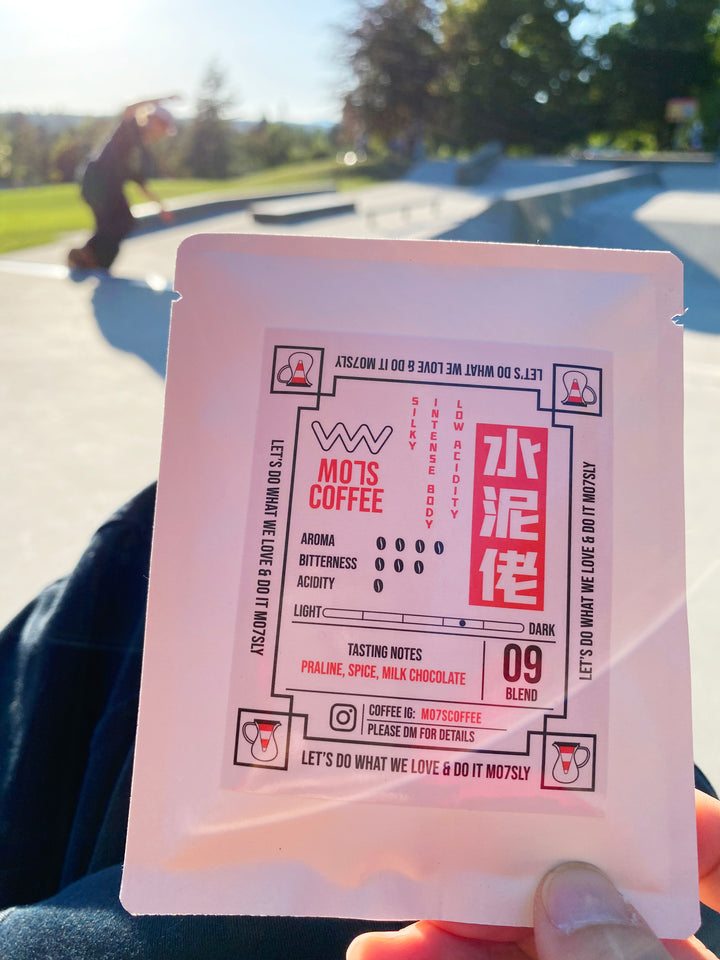 LET'S DO WHAT WE LOVE & DO IT MO7SLY
LET'S DO WHAT WE LOVE & DO IT MO7SLY
MO7S
COFFEE
SILKY
INTENSE BODY
LOW ACIDITY
水泥佬
AROMA
BITTERNESS
ACIDITY
LIGHT
DARK
TASTING NOTES
PRALINE, SPICE, MILK CHOCOLATE
09
BLEND
COFFEE IG: MO7SCOFFEE
PLEASE DM FOR DETAILS
LET'S DO WHAT WE LOVE & DO IT MO7SLY
LET'S DO WHAT WE LOVE & DO IT MO7SLY